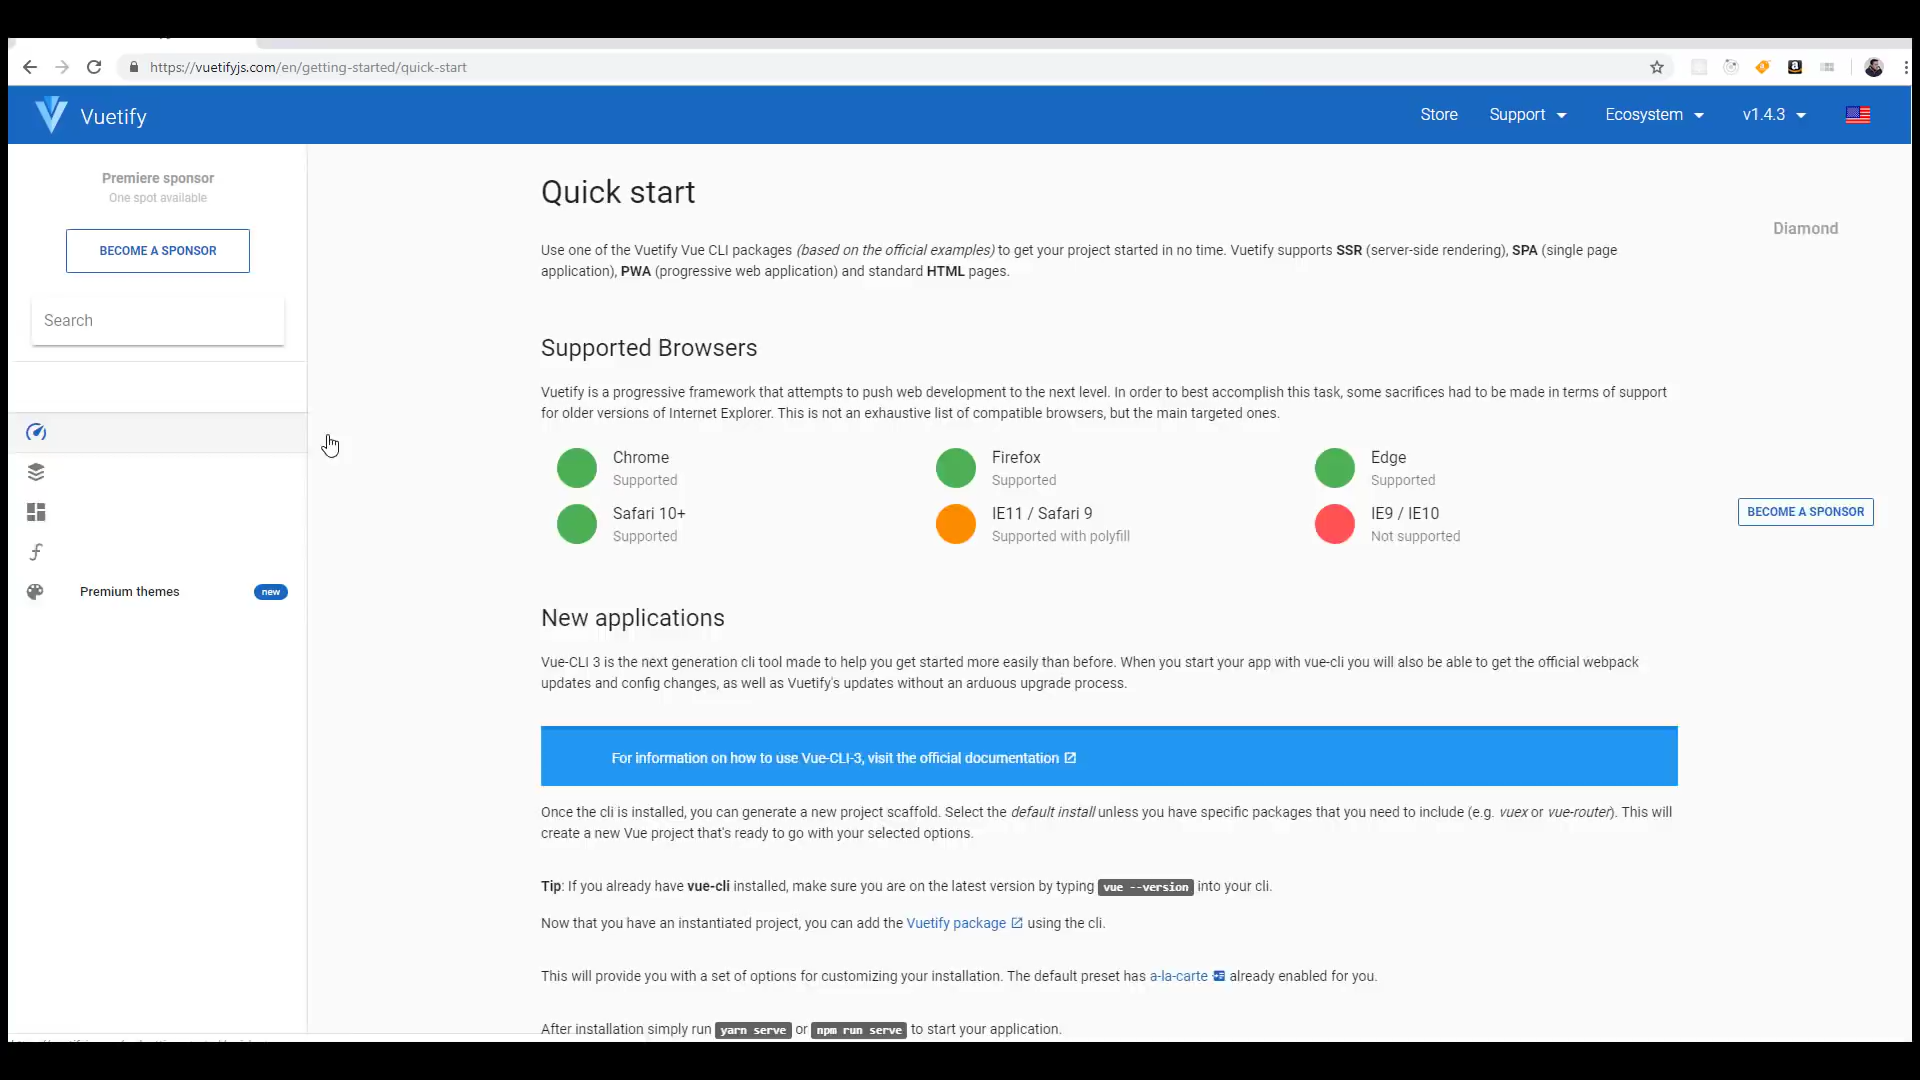 https://vuetifyjs.com/en/getting-started/quick-start
Vuetify
Store
Support
Ecosystem
v1.4.3
Premiere sponsor
One spot available
BECOME A SPONSOR
Search
Premium themes
new
Quick start
Diamond
Use one of the Vuetify Vue CLI packages (based on the official examples) to get your project started in no time. Vuetify supports SSR (server-side rendering), SPA (single page
application), PWA (progressive web application) and standard HTML pages.
Supported Browsers
Vuetify is a progressive framework that attempts to push web development to the next level. In order to best accomplish this task, some sacrifices had to be made in terms of support
for older versions of Internet Explorer. This is not an exhaustive list of compatible browsers, but the main targeted ones.
Chrome
Supported
Firefox
Supported
Edge
Supported
Safari 10+
Supported
IE11 / Safari 9
Supported with polyfill
IE9 / IE10
Not supported
BECOME A SPONSOR
New applications
Vue-CLI 3 is the next generation cli tool made to help you get started more easily than before. When you start your app with vue-cli you will also be able to get the official webpack
updates and config changes, as well as Vuetify's updates without an arduous upgrade process.
For information on how to use Vue-CLI-3, visit the official documentation
Once the cli is installed, you can generate a new project scaffold. Select the default install unless you have specific packages that you need to include (e.g. vuex or vue-router). This will
create a new Vue project that's ready to go with your selected options.
Tip: If you already have vue-cli installed, make sure you are on the latest version by typing vue --version into your cli.
Now that you have an instantiated project, you can add the Vuetify package using the cli.
This will provide you with a set of options for customizing your installation. The default preset has a-la-carte already enabled for you.
After installation simply run yarn serve or npm run serve to start your application.